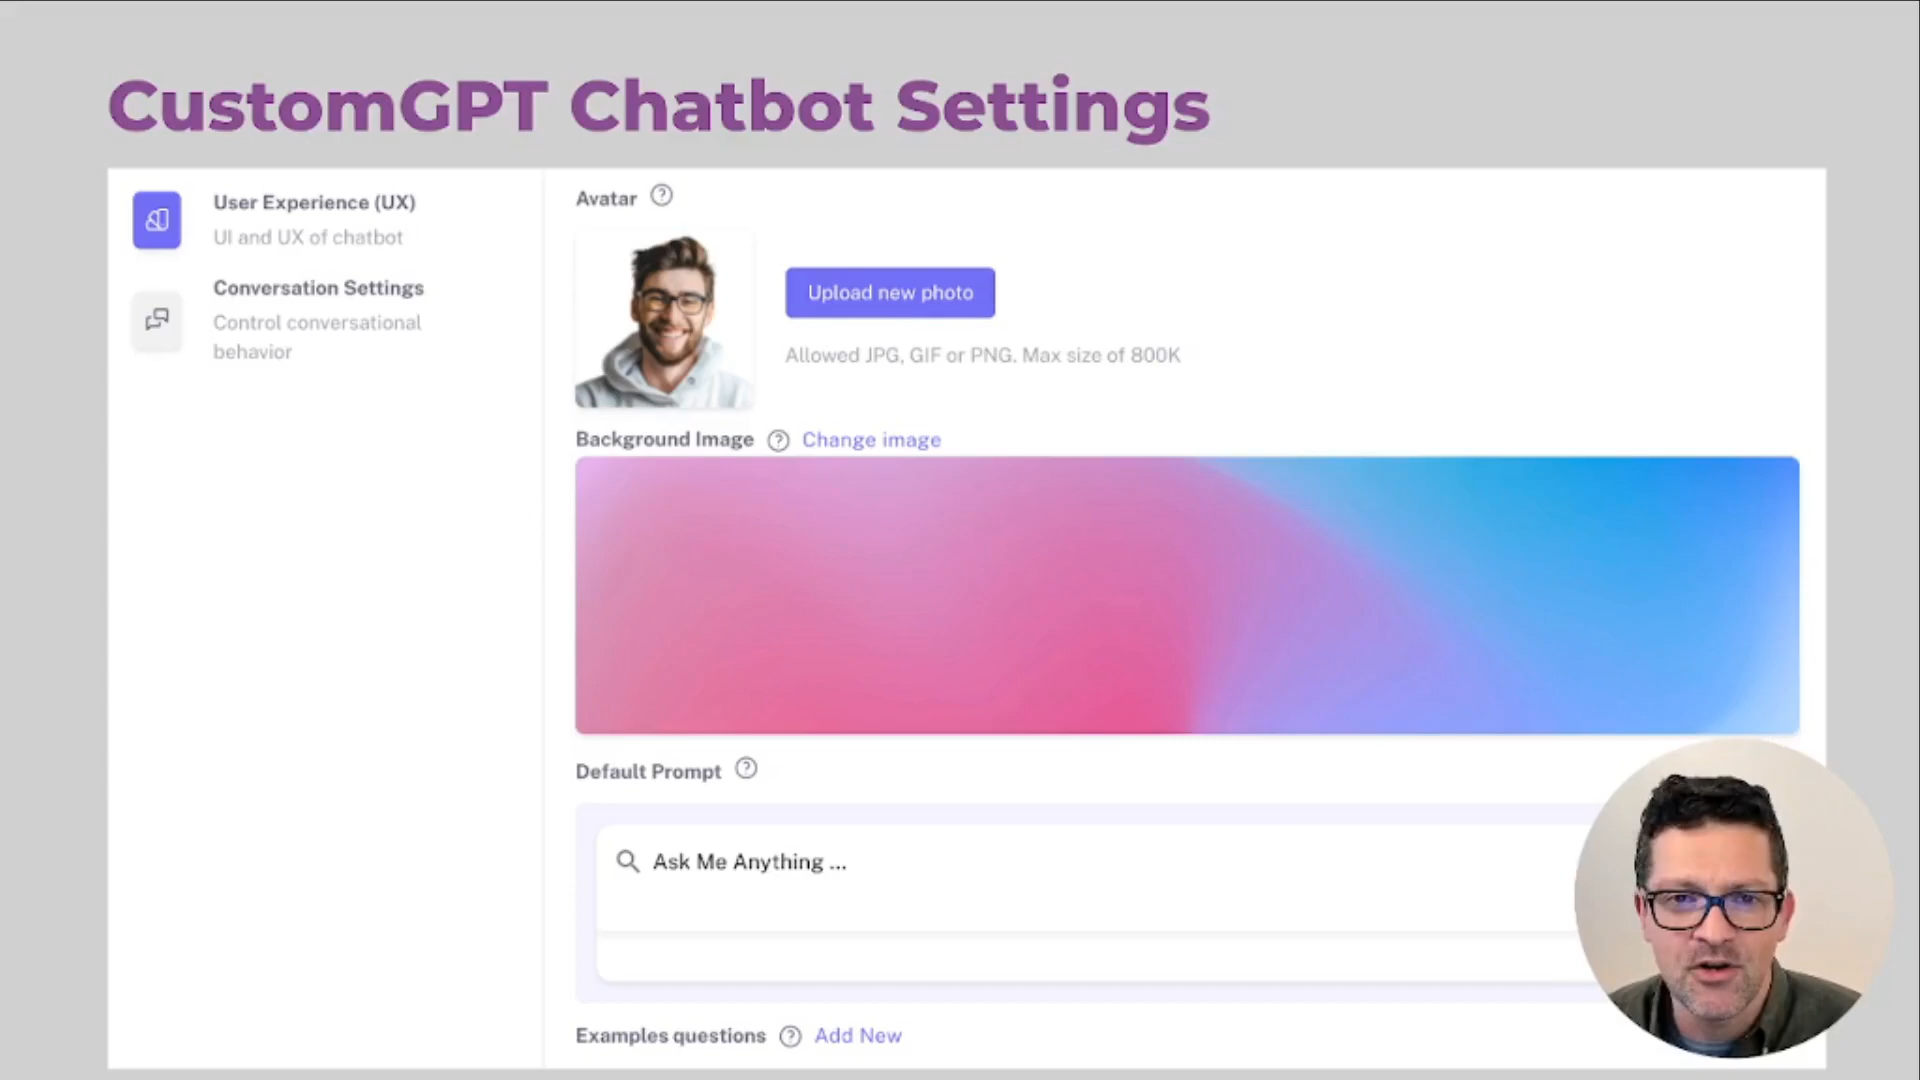 CustomGPT Chatbot Settings
User Experience (UX)
UI and UX of chatbot
Conversation Settings
Control conversational
behavior
Avatar
Upload new photo
Allowed JPG, GIF or PNG. Max size of 800K
Background Image ? Change image
Default Prompt ?
Ask Me Anything ...
Examples questions ? Add New